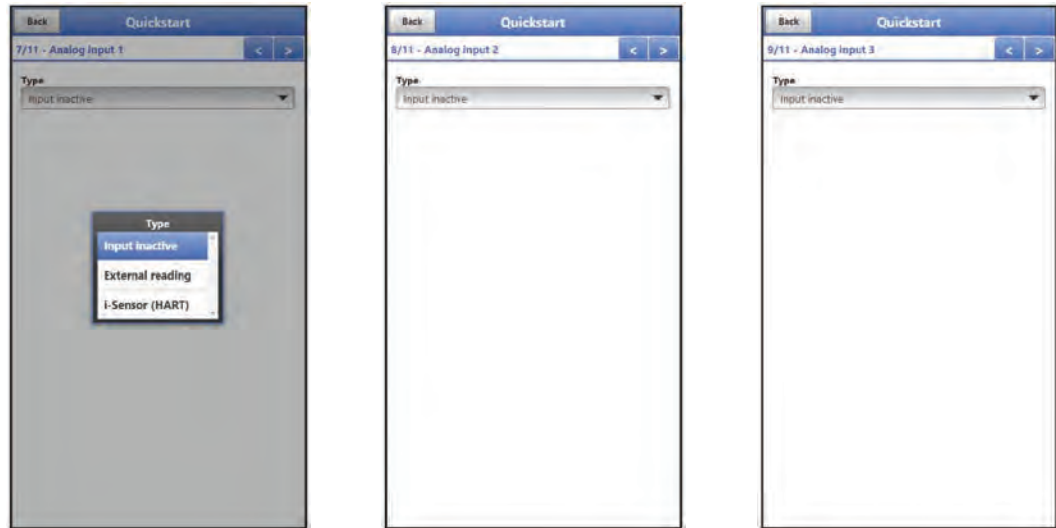 Back Quickstart
7/11 - Analog input 1 < >
Type
Input inactive
Type
Input inactive
External reading
i-Sensor (HART)
Back Quickstart
8/11 - Analog input 2 < >
Type
Input inactive
Back Quickstart
9/11 - Analog input 3 < >
Type
Input inactive